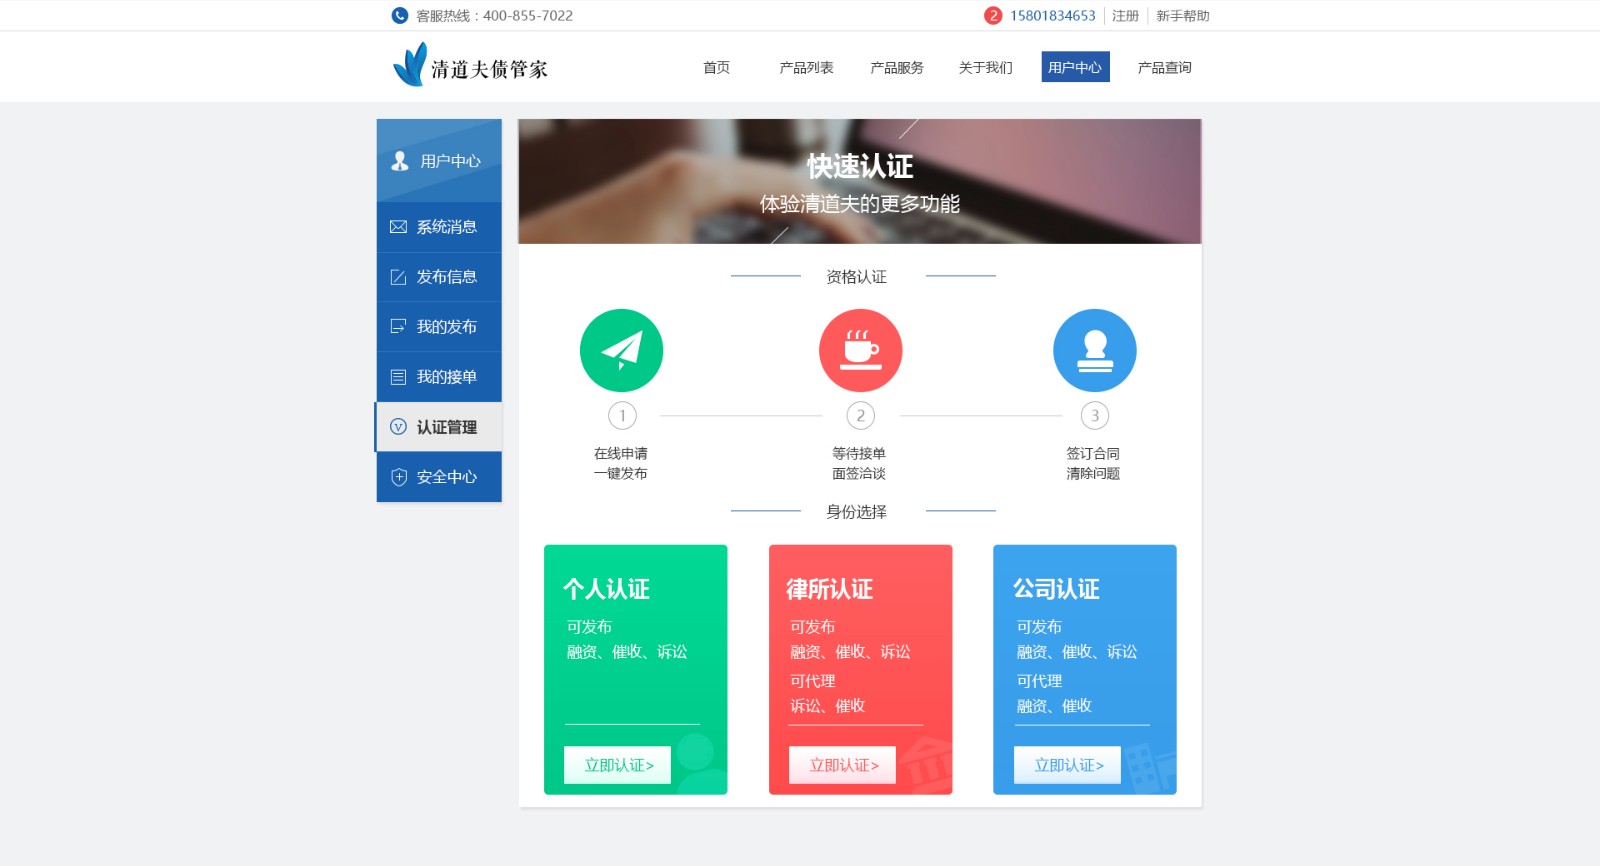 客服热线：400-855-7022
2 15801834653 注册 新手帮助
清道夫债管家
首页 产品列表 产品服务 关于我们 用户中心 产品查询
用户中心
系统消息
发布信息
我的发布
我的接单
认证管理
安全中心
快速认证
体验清道夫的更多功能
资格认证
1 2 3
在线申请
一键发布
等待接单
面签洽谈
签订合同
清除问题
身份选择
个人认证
可发布
融资、催收、诉讼
立即认证>
律所认证
可发布
融资、催收、诉讼
可代理
诉讼、催收
立即认证>
公司认证
可发布
融资、催收、诉讼
可代理
融资、催收
立即认证>